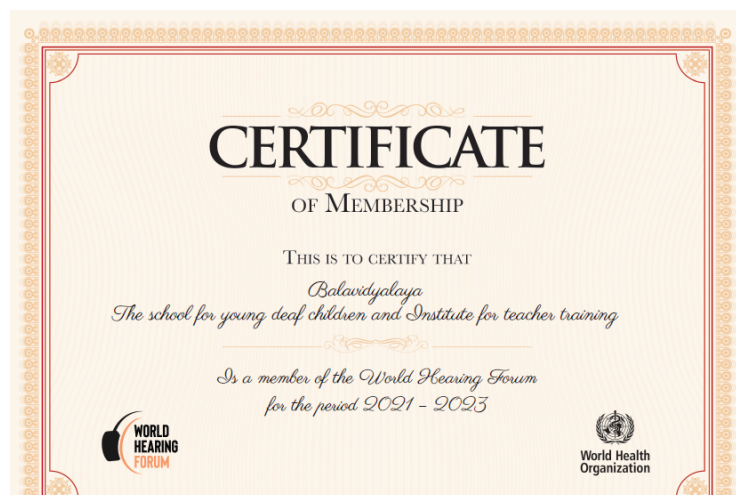 CERTIFICATE
OF MEMBERSHIP
THIS IS TO CERTIFY THAT
Balavidyalaya
The school for young deaf children and Institute for teacher training
Is a member of the World Hearing Forum
for the period 2021 – 2023
WORLD
HEARING
FORUM
World Health
Organization